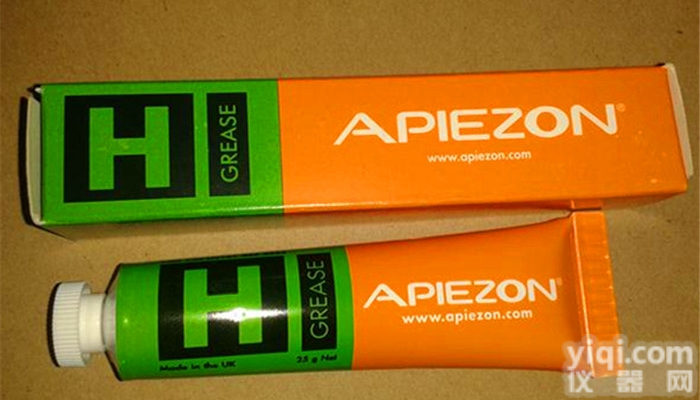 H
GREASE
APIEZON®
www.apiezon.com
H
GREASE
APIEZON®
www.apiezon.com
Made in the UK
25 g Net
yiqi.com
仪器网